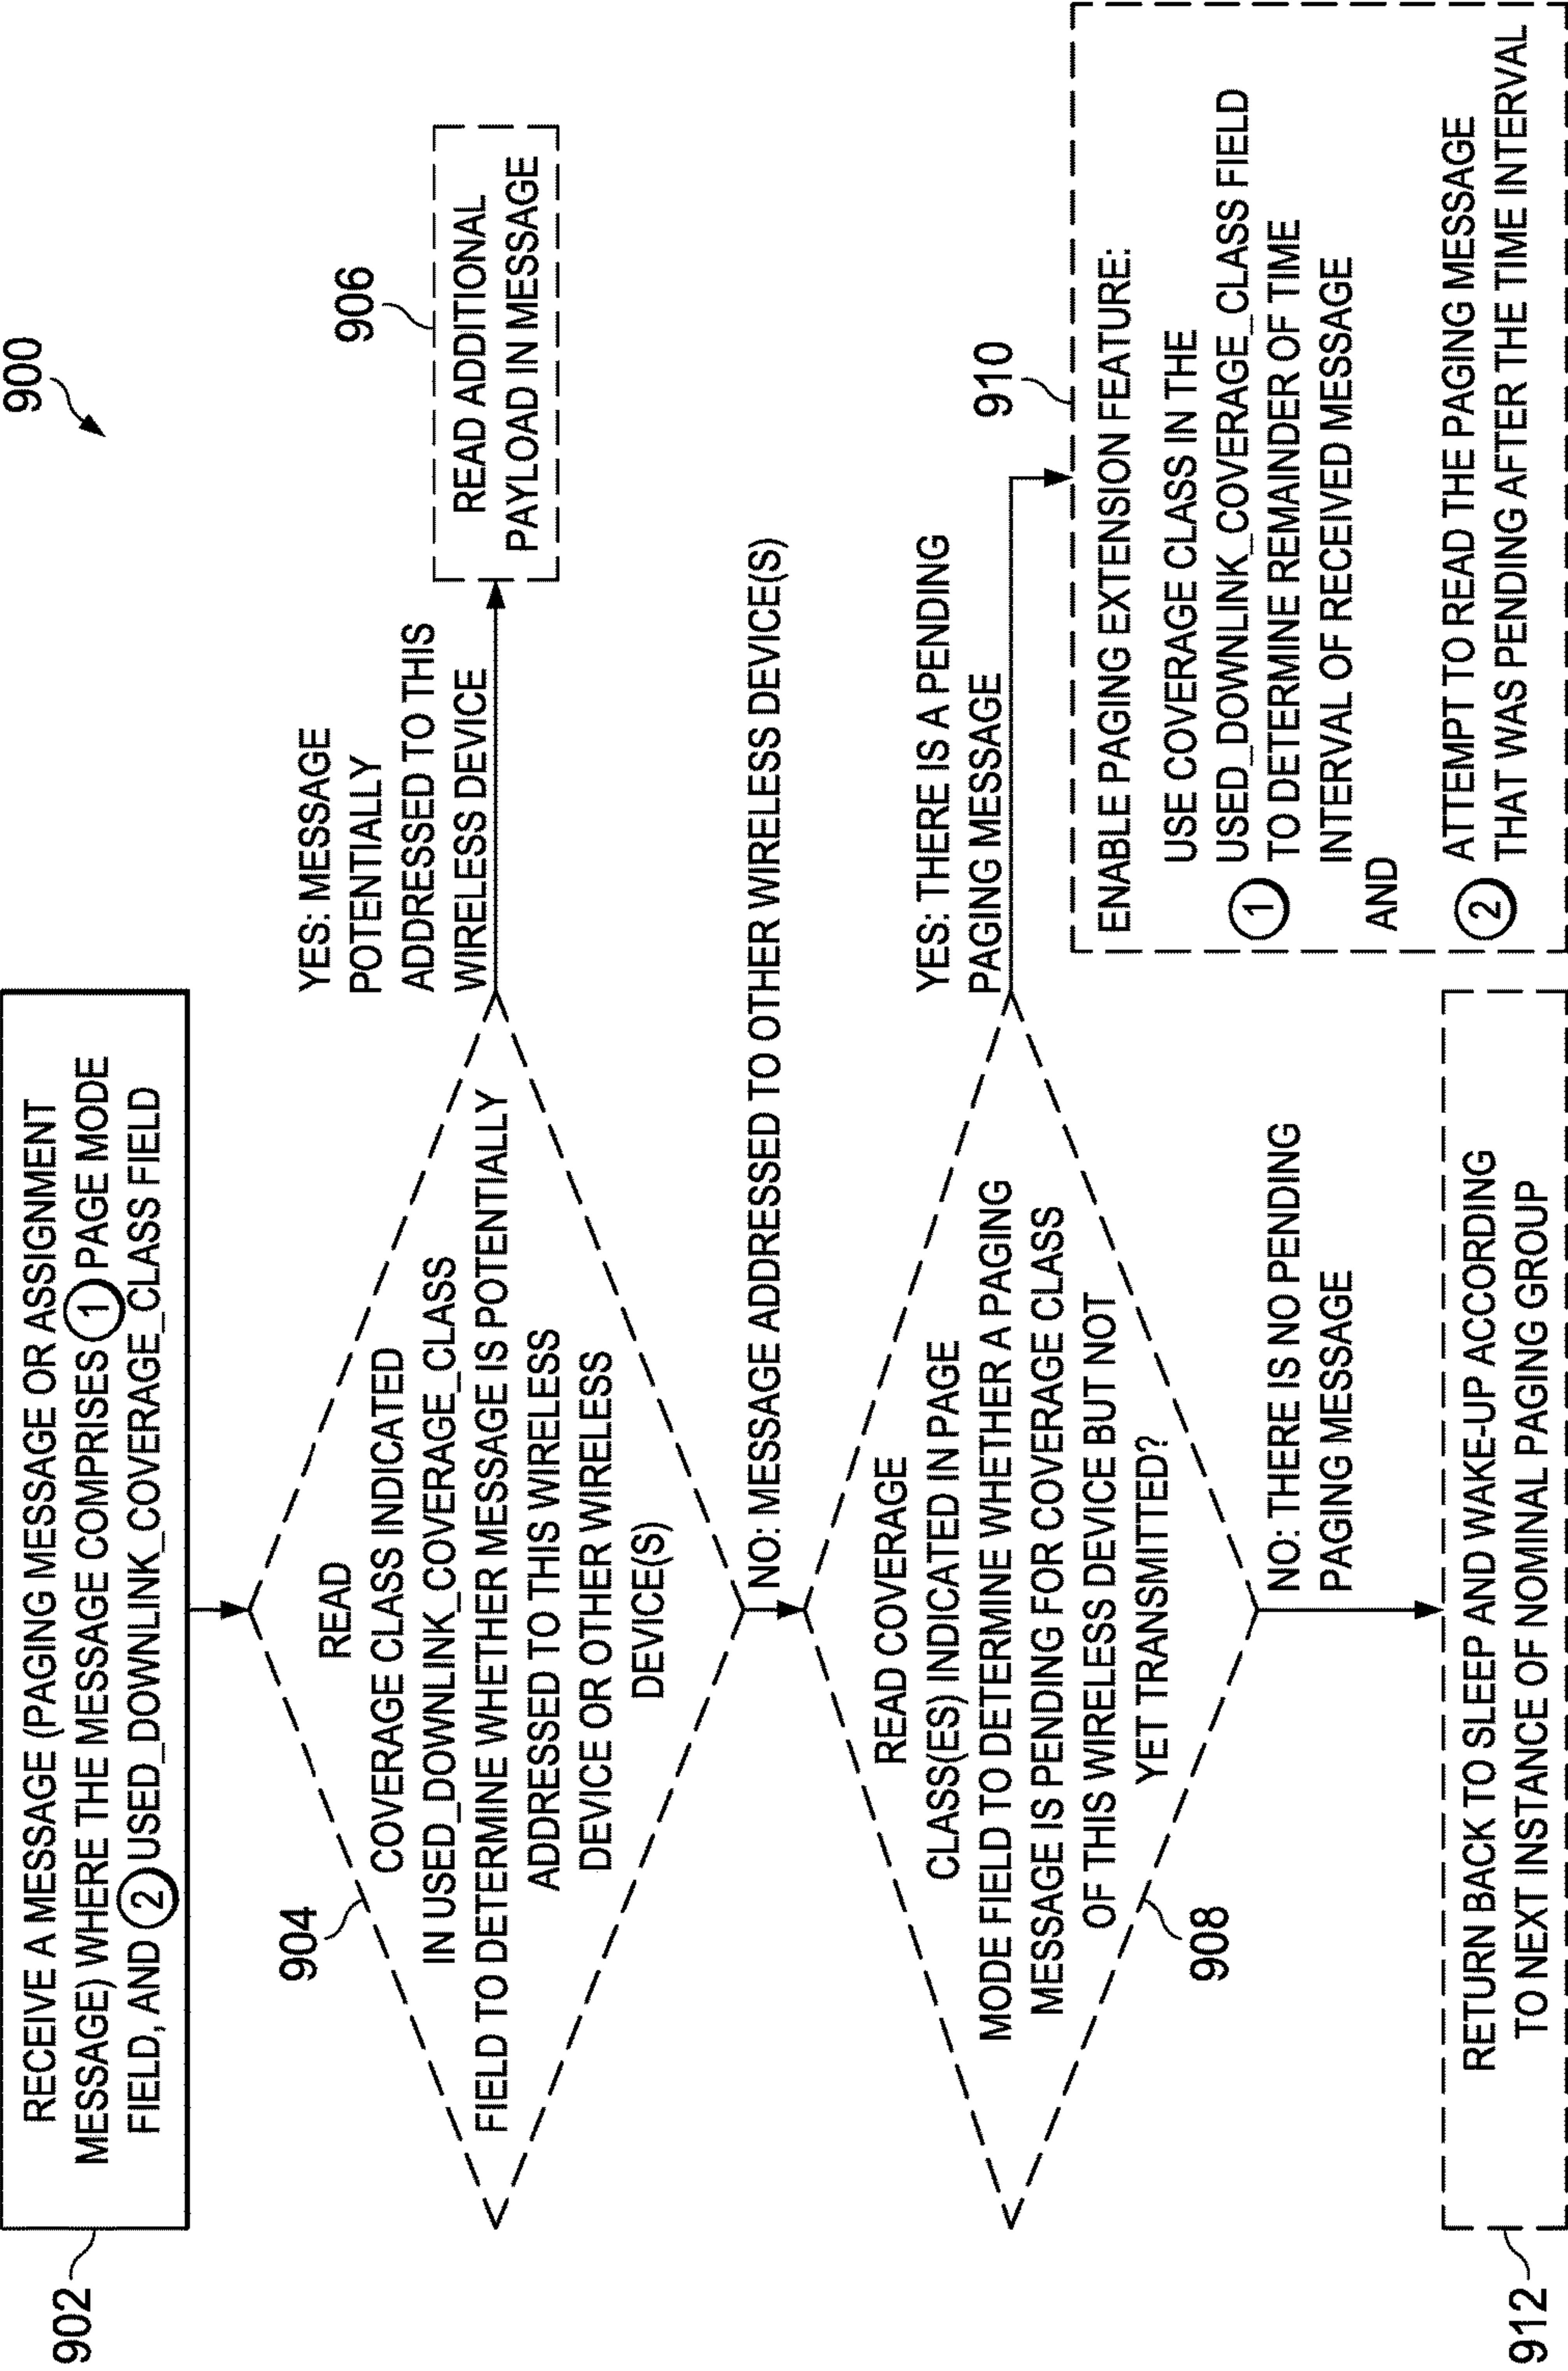 900
902
RECEIVE A MESSAGE (PAGING MESSAGE OR ASSIGNMENT
MESSAGE) WHERE THE MESSAGE COMPRISES 1 PAGE MODE
FIELD, AND 2 USED_DOWNLINK_COVERAGE_CLASS FIELD
904
READ
COVERAGE CLASS INDICATED
IN USED_DOWNLINK_COVERAGE_CLASS
FIELD TO DETERMINE WHETHER MESSAGE IS POTENTIALLY
ADDRESSED TO THIS WIRELESS
DEVICE OR OTHER WIRELESS
DEVICE(S)
YES: MESSAGE
POTENTIALLY
ADDRESSED TO THIS
WIRELESS DEVICE
906
READ ADDITIONAL
PAYLOAD IN MESSAGE
NO: MESSAGE ADDRESSED TO OTHER WIRELESS DEVICE(S)
READ COVERAGE
CLASS(ES) INDICATED IN PAGE
MODE FIELD TO DETERMINE WHETHER A PAGING
MESSAGE IS PENDING FOR COVERAGE CLASS
OF THIS WIRELESS DEVICE BUT NOT
YET TRANSMITTED?
908
YES: THERE IS A PENDING
PAGING MESSAGE
910
ENABLE PAGING EXTENSION FEATURE:
USE COVERAGE CLASS IN THE
USED_DOWNLINK_COVERAGE_CLASS FIELD
1 TO DETERMINE REMAINDER OF TIME
INTERVAL OF RECEIVED MESSAGE
AND
ATTEMPT TO READ THE PAGING MESSAGE
2 THAT WAS PENDING AFTER THE TIME INTERVAL
NO: THERE IS NO PENDING
PAGING MESSAGE
912
RETURN BACK TO SLEEP AND WAKE-UP ACCORDING
TO NEXT INSTANCE OF NOMINAL PAGING GROUP